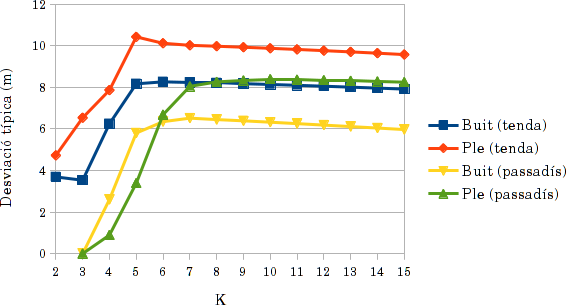 12
10
8
6
4
2
0
Desviació típica (m)
2 3 4 5 6 7 8 9 10 11 12 13 14 15
K
Buit (tenda)
Ple (tenda)
Buit (passadís)
Ple (passadís)